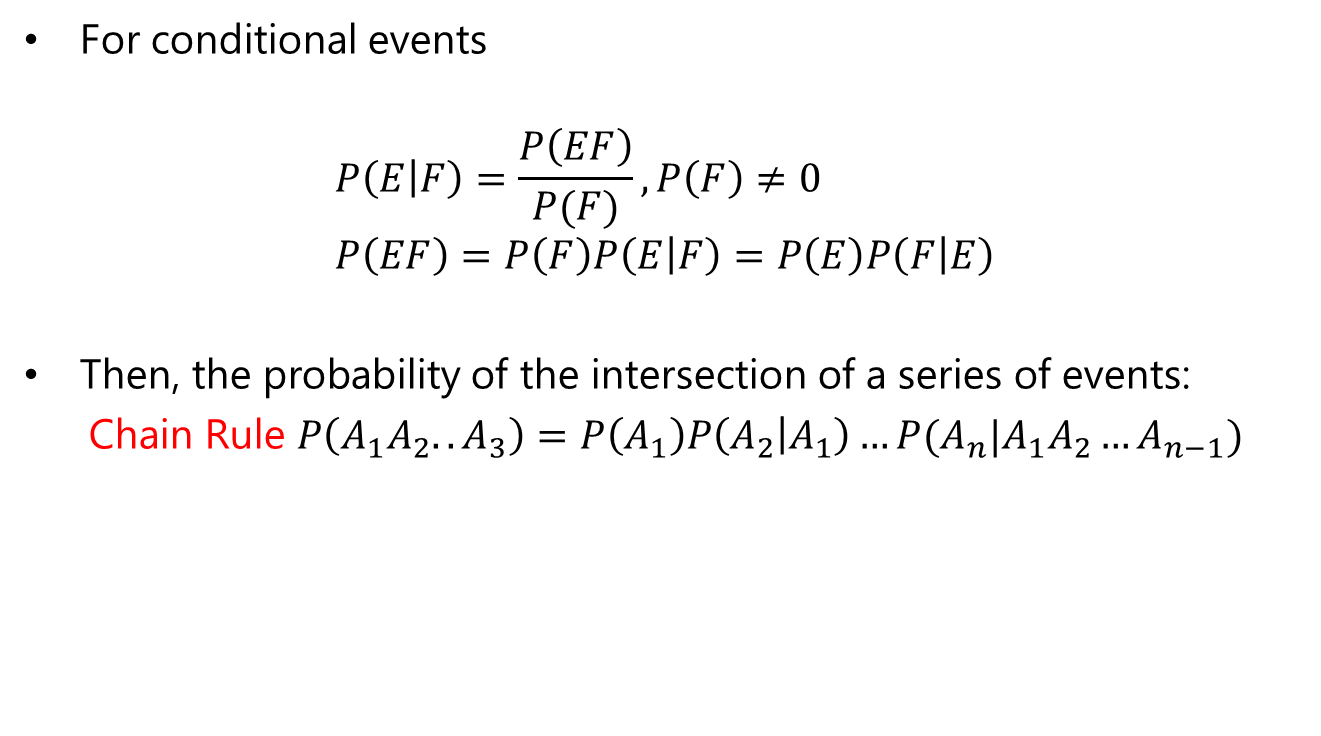 • For conditional events
P(E|F) = P(EF)/P(F), P(F) ≠ 0
P(EF) = P(F)P(E|F) = P(E)P(F|E)
• Then, the probability of the intersection of a series of events:
Chain Rule P(A₁A₂..A₃) = P(A₁)P(A₂|A₁)…P(Aₙ|A₁A₂…Aₙ₋₁)